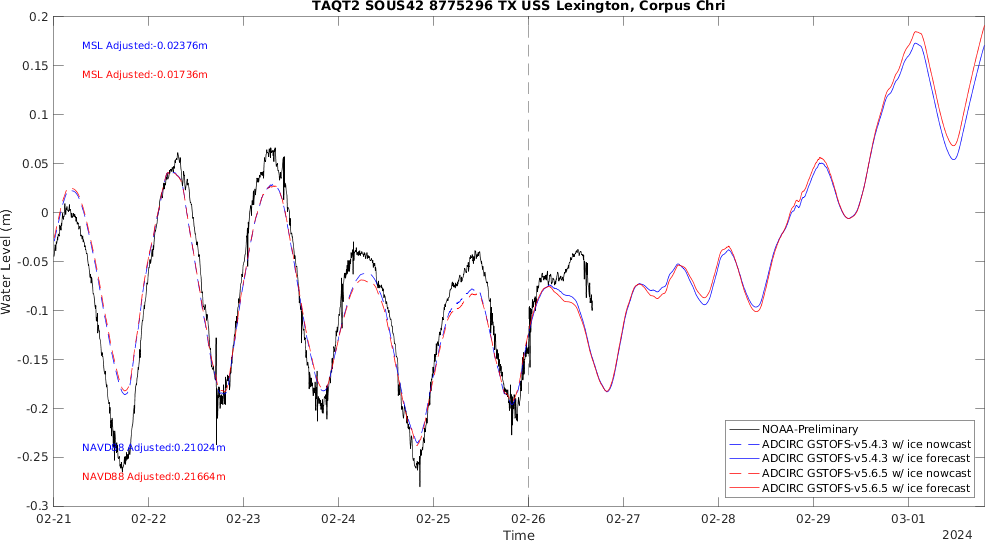 TAQT2 SOUS42 8775296 TX USS Lexington, Corpus Chri
0.2
0.15
0.1
0.05
0
-0.05
-0.1
-0.15
-0.2
-0.25
-0.3
Water Level (m)
MSL Adjusted:-0.02376m
MSL Adjusted:-0.01736m
NAVD88 Adjusted:0.21024m
NAVD88 Adjusted:0.21664m
NOAA-Preliminary
ADCIRC GSTOFS-v5.4.3 w/ ice nowcast
ADCIRC GSTOFS-v5.4.3 w/ ice forecast
ADCIRC GSTOFS-v5.6.5 w/ ice nowcast
ADCIRC GSTOFS-v5.6.5 w/ ice forecast
02-21 02-22 02-23 02-24 02-25 02-26 02-27 02-28 02-29 03-01
Time
2024